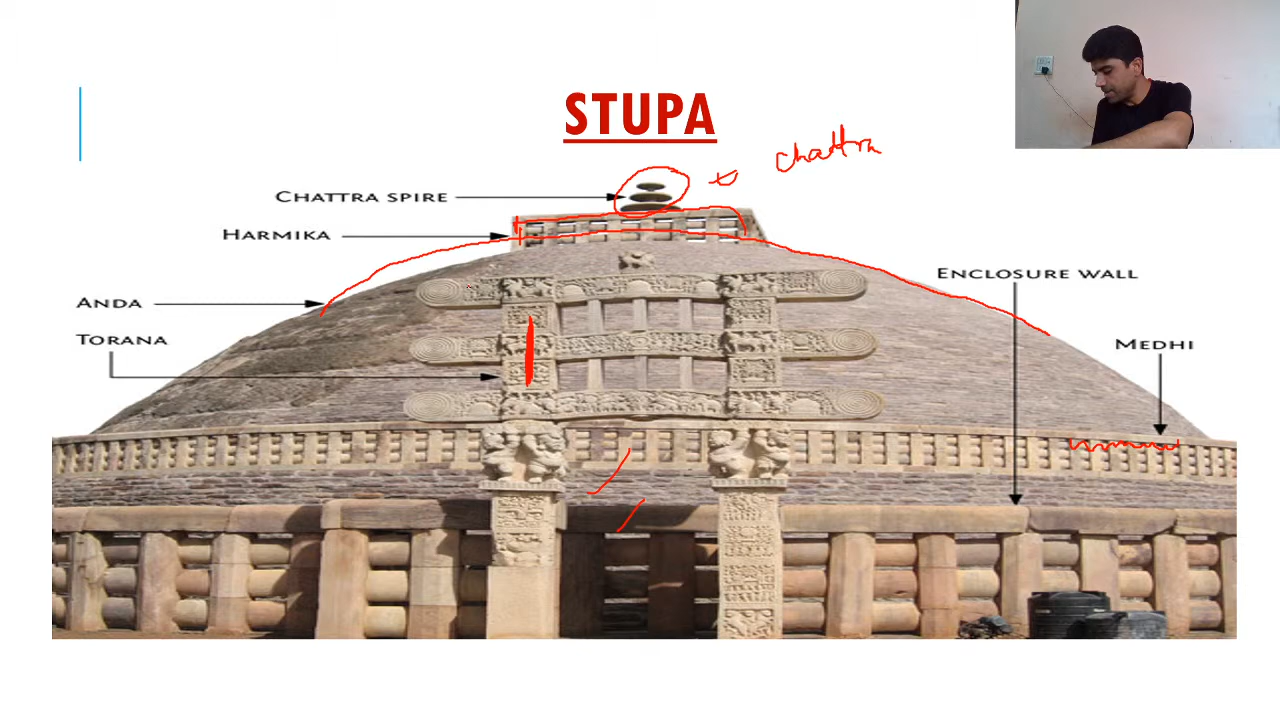 STUPA
chattra
CHATTRA SPIRE
HARMIKA
ENCLOSURE WALL
ANDA
TORANA
MEDHI